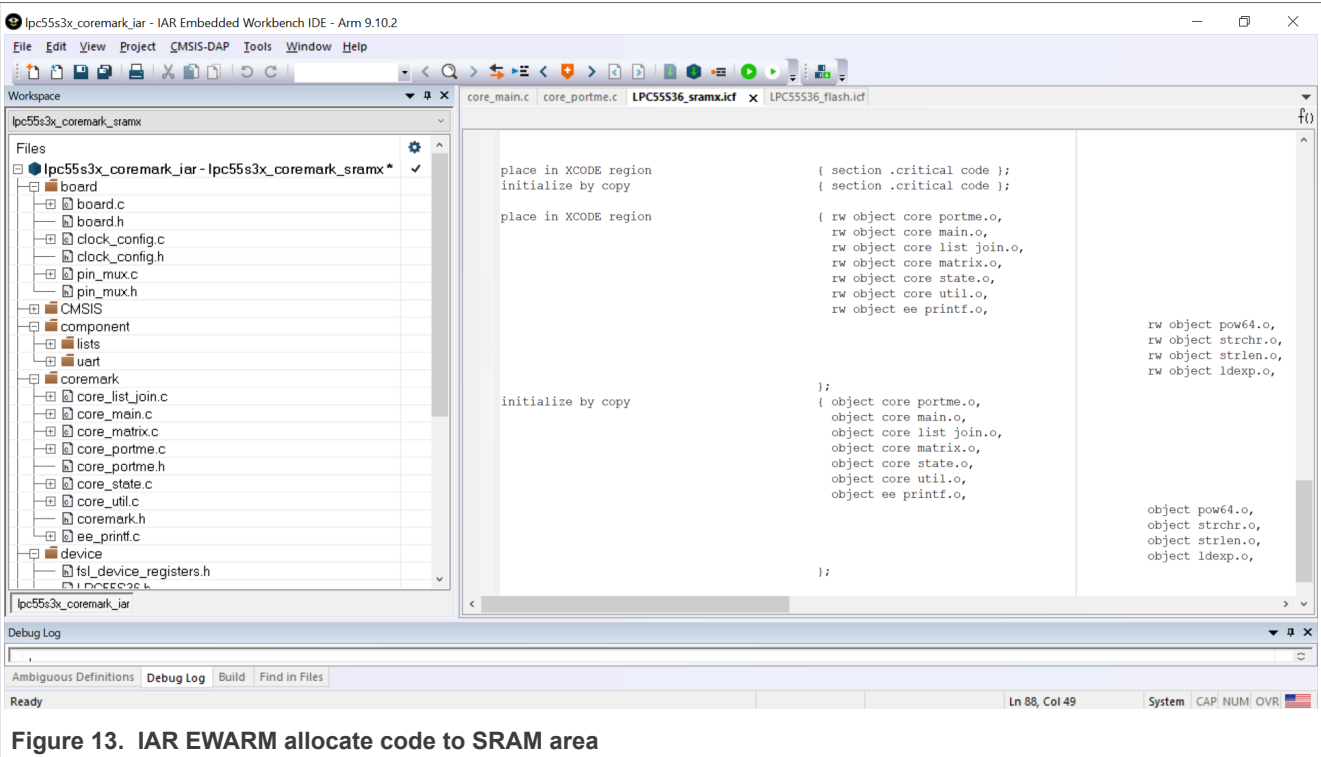 lpc55s3x_coremark_iar - IAR Embedded Workbench IDE - Arm 9.10.2
File Edit View Project CMSIS-DAP Tools Window Help
Workspace
core_main.c core_portme.c LPC55S36_sramx.icf x LPC55S36_flash.icf
lpc55s3x_coremark_sramx
f()
Files
lpc55s3x_coremark_iar - lpc55s3x_coremark_sramx *
board
board.c
board.h
clock_config.c
clock_config.h
pin_mux.c
pin_mux.h
CMSIS
component
lists
uart
coremark
core_list_join.c
core_main.c
core_matrix.c
core_portme.c
core_portme.h
core_state.c
core_util.c
coremark.h
ee_printf.c
device
fsl_device_registers.h
LPC55S36.h
lpc55s3x_coremark_iar
place in XCODE region { section .critical code };
initialize by copy { section .critical code };
place in XCODE region { rw object core portme.o,
rw object core main.o,
rw object core list join.o,
rw object core matrix.o,
rw object core state.o,
rw object core util.o,
rw object ee printf.o,
rw object pow64.o,
rw object strchr.o,
rw object strlen.o,
rw object ldexp.o,
};
initialize by copy { object core portme.o,
object core main.o,
object core list join.o,
object core matrix.o,
object core state.o,
object core util.o,
object ee printf.o,
object pow64.o,
object strchr.o,
object strlen.o,
object ldexp.o,
};
Debug Log
Ambiguous Definitions Debug Log Build Find in Files
Ready Ln 88, Col 49 System CAP NUM OVR
Figure 13. IAR EWARM allocate code to SRAM area